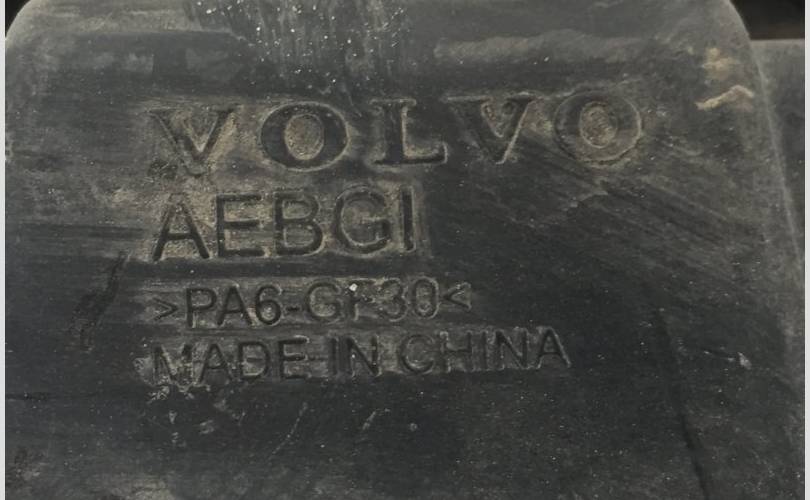 VOLVO
AEBGI
>PA6-GF30<
MADE IN CHINA